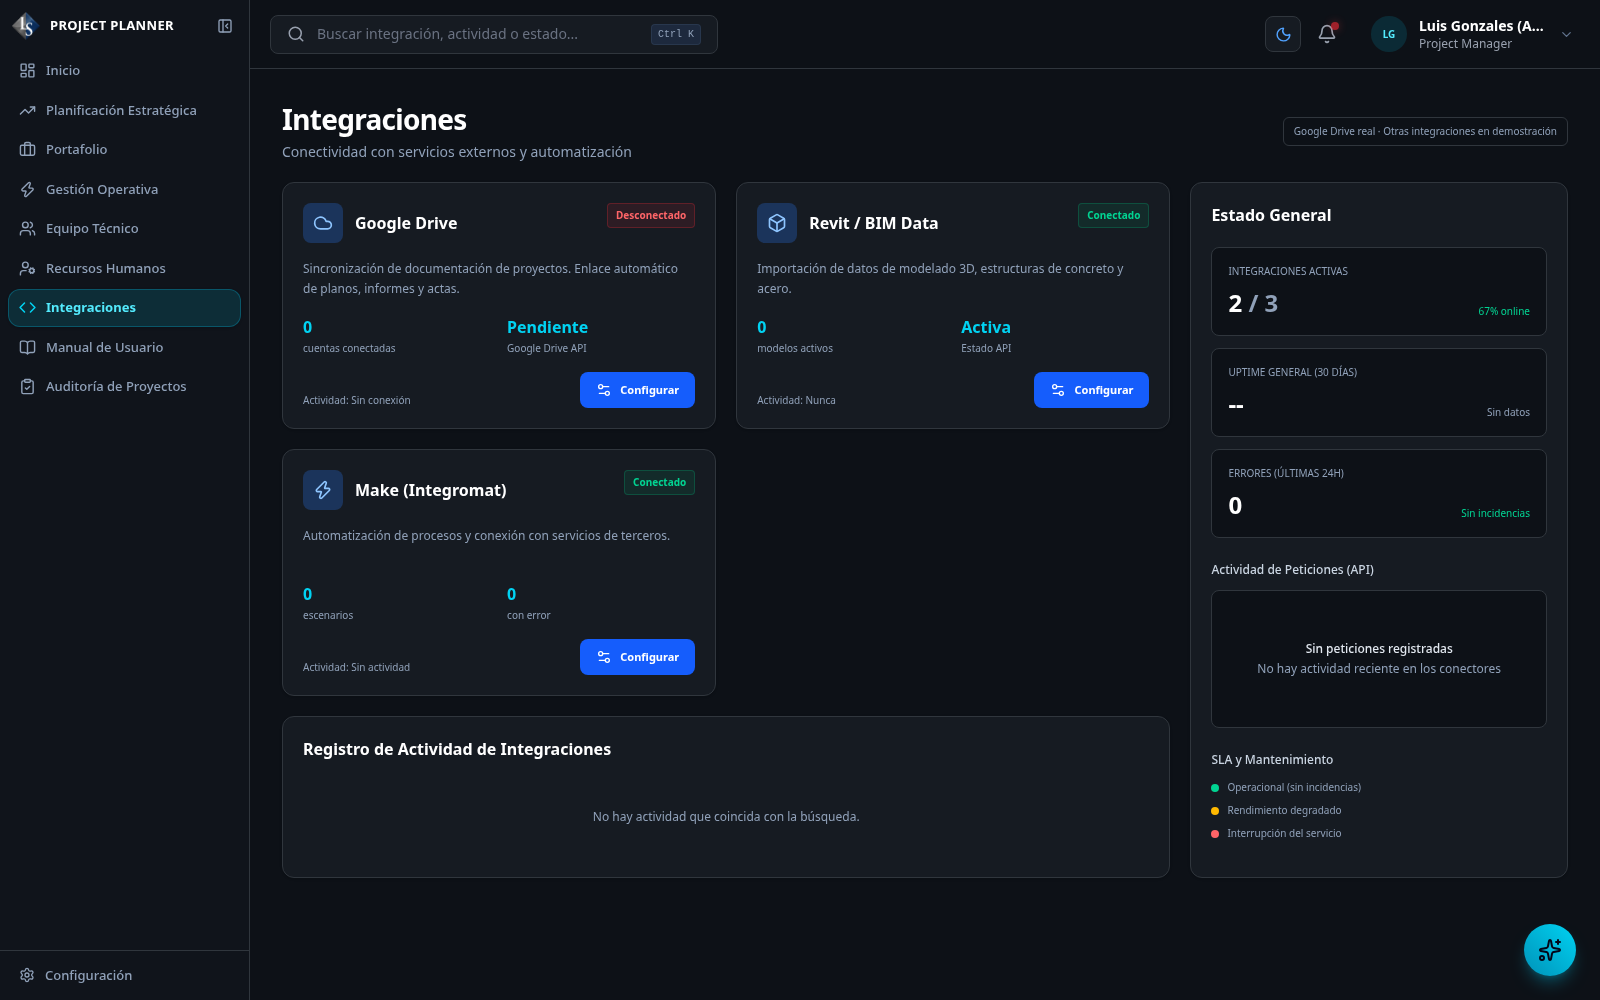 PROJECT PLANNER
Inicio
Planificación Estratégica
Portafolio
Gestión Operativa
Equipo Técnico
Recursos Humanos
Integraciones
Manual de Usuario
Auditoría de Proyectos
Configuración
Buscar integración, actividad o estado...
Ctrl K
LG
Luis Gonzales (A...
Project Manager
Integraciones
Conectividad con servicios externos y automatización
Google Drive real · Otras integraciones en demostración
Google Drive
Desconectado
Sincronización de documentación de proyectos. Enlace automático
de planos, informes y actas.
0
cuentas conectadas
Pendiente
Google Drive API
Actividad: Sin conexión
Configurar
Revit / BIM Data
Conectado
Importación de datos de modelado 3D, estructuras de concreto y
acero.
0
modelos activos
Activa
Estado API
Actividad: Nunca
Configurar
Make (Integromat)
Conectado
Automatización de procesos y conexión con servicios de terceros.
0
escenarios
0
con error
Actividad: Sin actividad
Configurar
Registro de Actividad de Integraciones
No hay actividad que coincida con la búsqueda.
Estado General
INTEGRACIONES ACTIVAS
2 / 3
67% online
UPTIME GENERAL (30 DÍAS)
--
Sin datos
ERRORES (ÚLTIMAS 24H)
0
Sin incidencias
Actividad de Peticiones (API)
Sin peticiones registradas
No hay actividad reciente en los conectores
SLA y Mantenimiento
Operacional (sin incidencias)
Rendimiento degradado
Interrupción del servicio